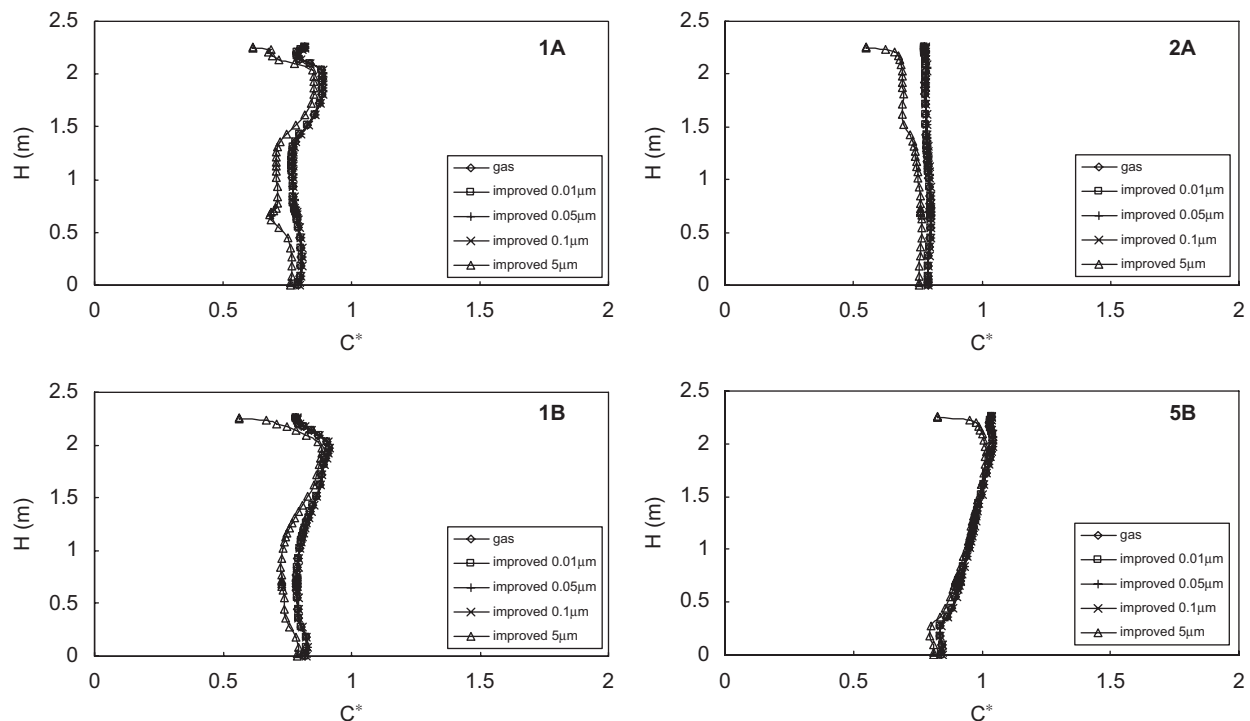 2.5
2
1.5
1
0.5
0
H (m)
1A
gas
improved 0.01μm
improved 0.05μm
improved 0.1μm
improved 5μm
0 0.5 1 1.5 2
C*
2.5
2
1.5
1
0.5
0
H (m)
2A
gas
improved 0.01μm
improved 0.05μm
improved 0.1μm
improved 5μm
0 0.5 1 1.5 2
C*
2.5
2
1.5
1
0.5
0
H (m)
1B
gas
improved 0.01μm
improved 0.05μm
improved 0.1μm
improved 5μm
0 0.5 1 1.5 2
C*
2.5
2
1.5
1
0.5
0
H (m)
5B
gas
improved 0.01μm
improved 0.05μm
improved 0.1μm
improved 5μm
0 0.5 1 1.5 2
C*